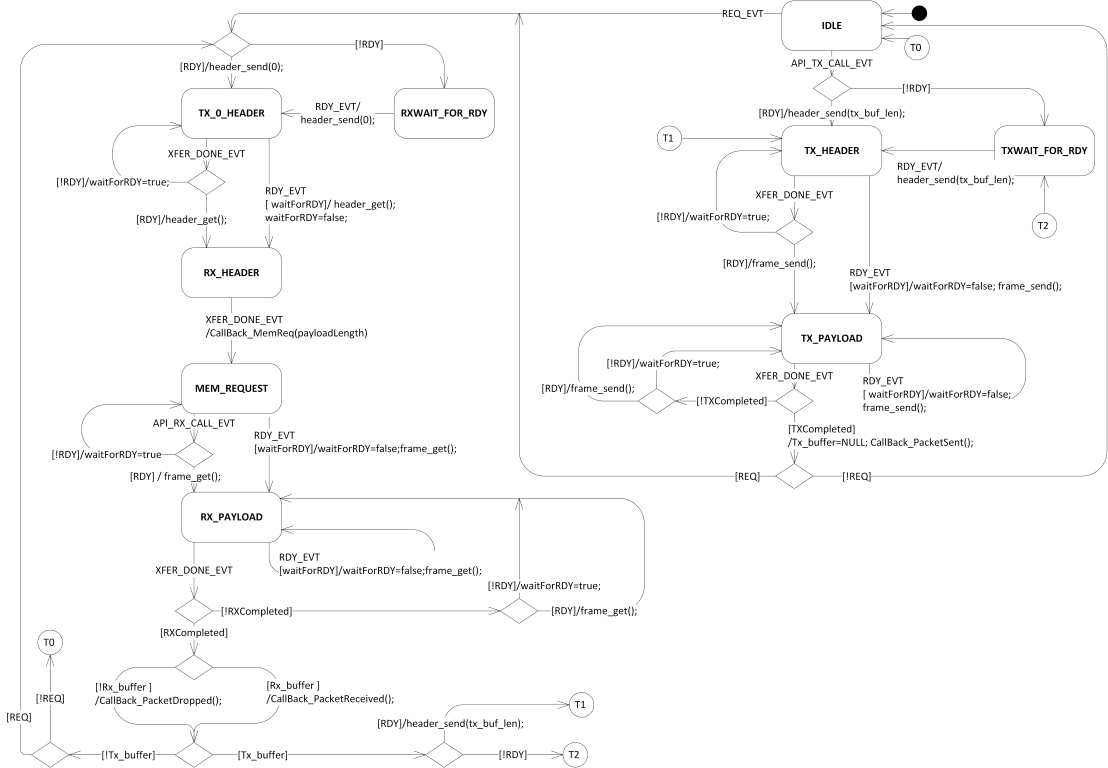 REQ_EVT
IDLE
T0
API_TX_CALL_EVT
[!RDY]
[RDY]/header_send(0);
[!RDY]
[RDY]/header_send(tx_buf_len);
TX_0_HEADER
RDY_EVT/
header_send(0);
RXWAIT_FOR_RDY
T1
TX_HEADER
TXWAIT_FOR_RDY
RDY_EVT/
header_send(tx_buf_len);
XFER_DONE_EVT
[!RDY]/waitForRDY=true;
RDY_EVT
[ waitForRDY]/ header_get();
waitForRDY=false;
[RDY]/header_get();
XFER_DONE_EVT
[!RDY]/waitForRDY=true;
T2
[RDY]/frame_send();
RDY_EVT
[waitForRDY]/waitForRDY=false; frame_send();
RX_HEADER
XFER_DONE_EVT
/CallBack_MemReq(payloadLength)
TX_PAYLOAD
[!RDY]/waitForRDY=true;
XFER_DONE_EVT
[RDY]/frame_send();
RDY_EVT
[ waitForRDY]/waitForRDY=false;
frame_send();
[!TXCompleted]
[TXCompleted]
/Tx_buffer=NULL; CallBack_PacketSent();
[REQ]
[!REQ]
MEM_REQUEST
API_RX_CALL_EVT
[!RDY]/waitForRDY=true
RDY_EVT
[waitForRDY]/waitForRDY=false;frame_get();
[RDY] / frame_get();
RX_PAYLOAD
XFER_DONE_EVT
RDY_EVT
[waitForRDY]/waitForRDY=false;frame_get();
[!RDY]/waitForRDY=true;
[!RXCompleted]
[RDY]/frame_get();
[RXCompleted]
T0
[!Rx_buffer ]
/CallBack_PacketDropped();
[Rx_buffer ]
/CallBack_PacketReceived();
[!REQ]
[REQ]
[RDY]/header_send(tx_buf_len);
T1
[!Tx_buffer]
[Tx_buffer]
[!RDY]
T2